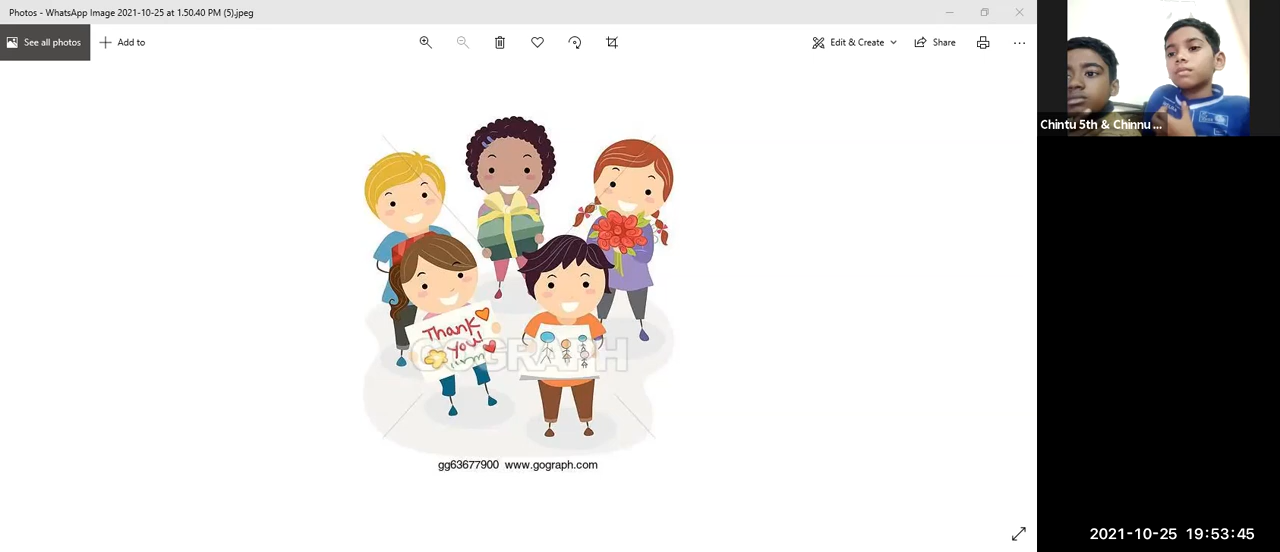 Photos - WhatsApp Image 2021-10-25 at 1.50.40 PM (5).jpeg
See all photos
Add to
Edit & Create
Share
Chintu 5th & Chinnu ...
Thank
you!
GOGRAPH
gg63677900 www.gograph.com
2021-10-25 19:53:45